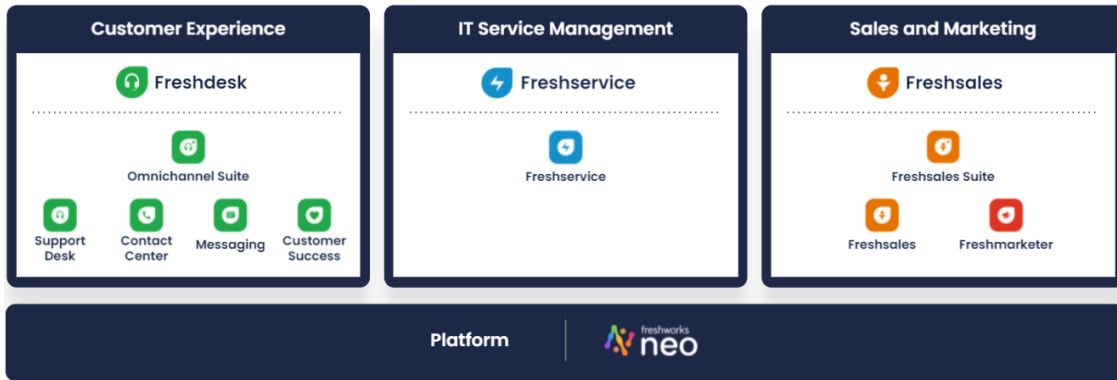 Customer Experience
Freshdesk
Omnichannel Suite
Support
Desk
Contact
Center
Messaging
Customer
Success
IT Service Management
Freshservice
Freshservice
Sales and Marketing
Freshsales
Freshsales Suite
Freshsales
Freshmarketer
Platform
freshworks
neo